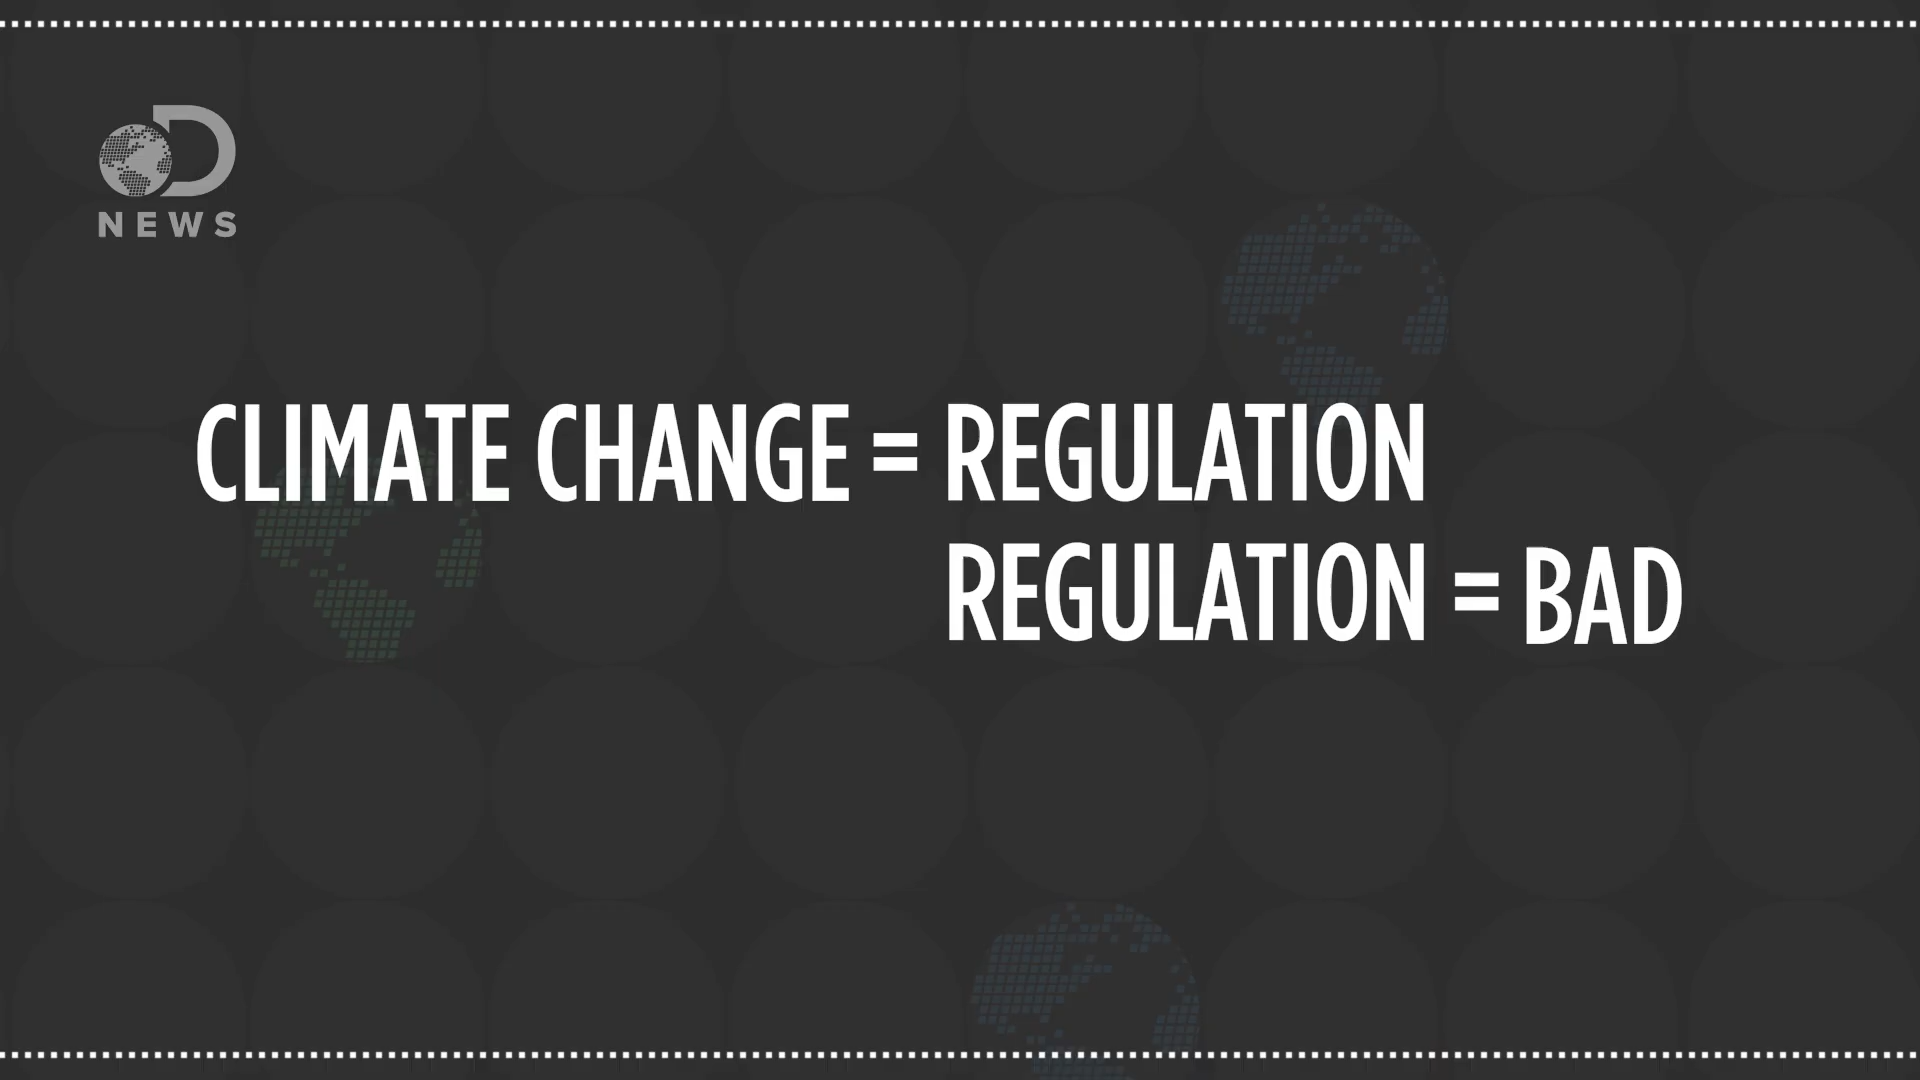 NEWS
CLIMATE CHANGE = REGULATION
REGULATION = BAD